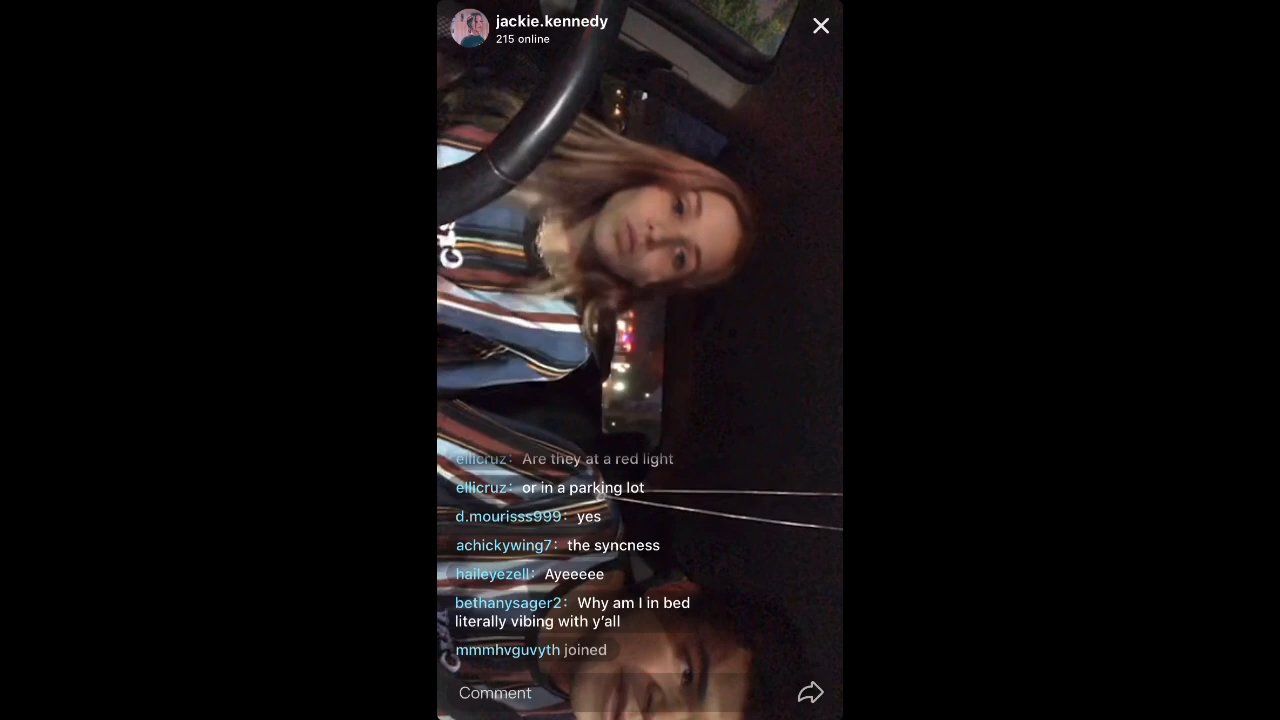 jackie.kennedy
215 online
ellicruz: Are they at a red light
ellicruz: or in a parking lot
d.mourisss999: yes
achickywing7: the syncness
haileyezell: Ayeeeee
bethanysager2: Why am I in bed
literally vibing with y’all
mmmhvguvyth joined
Comment